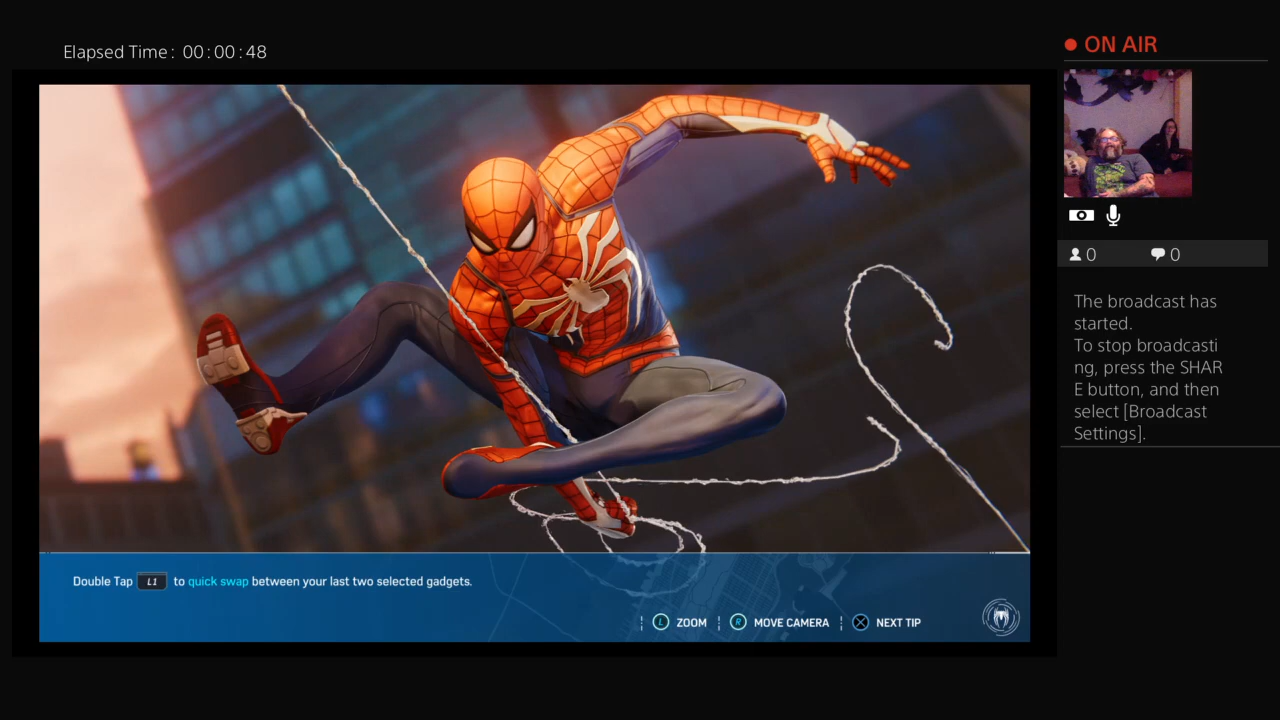 Elapsed Time: 00:00:48
ON AIR
0 0
The broadcast has
started.
To stop broadcasti
ng, press the SHAR
E button, and then
select [Broadcast
Settings].
Double Tap L1 to quick swap between your last two selected gadgets.
L ZOOM R MOVE CAMERA NEXT TIP